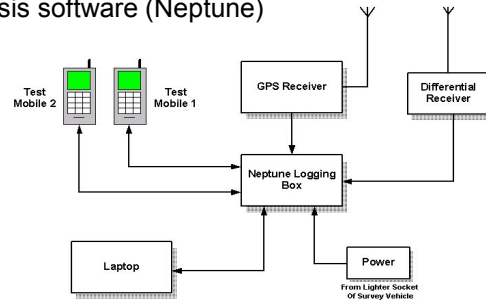 sis software (Neptune)
Test
Mobile 2
Test
Mobile 1
GPS Receiver
Differential
Receiver
Neptune Logging
Box
Laptop
Power
From Lighter Socket
Of Survey Vehicle